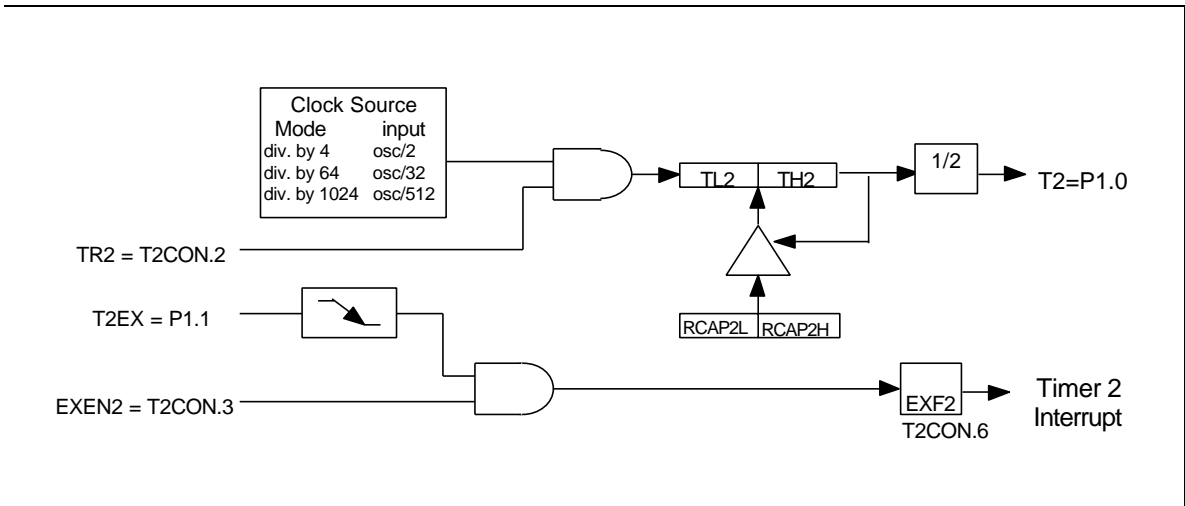 Clock Source
Mode input
div. by 4 osc/2
div. by 64 osc/32
div. by 1024 osc/512
TL2 TH2
1/2
T2=P1.0
TR2 = T2CON.2
T2EX = P1.1
RCAP2L RCAP2H
EXEN2 = T2CON.3
EXF2
T2CON.6
Timer 2
Interrupt